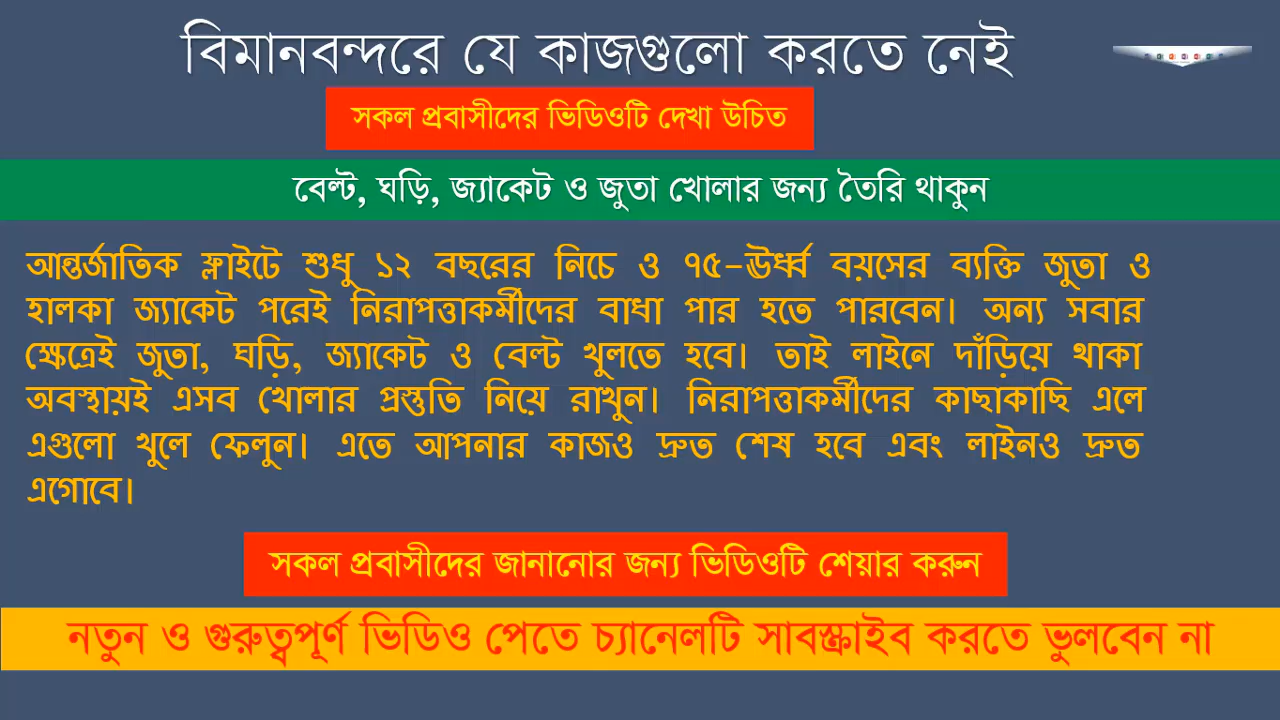 বিমানবন্দরে যে কাজগুলো করতে নেই
সকল প্রবাসীদের ভিডিওটি দেখা উচিত
বেল্ট, ঘড়ি, জ্যাকেট ও জুতা খোলার জন্য তৈরি থাকুন
আন্তর্জাতিক ফ্লাইটে শুধু ১২ বছরের নিচে ও ৭৫-ঊর্ধ্ব বয়সের ব্যক্তি জুতা ও
হালকা জ্যাকেট পরেই নিরাপত্তাকর্মীদের বাধা পার হতে পারবেন। অন্য সবার
ক্ষেত্রেই জুতা, ঘড়ি, জ্যাকেট ও বেল্ট খুলতে হবে। তাই লাইনে দাঁড়িয়ে থাকা
অবস্থায়ই এসব খোলার প্রস্তুতি নিয়ে রাখুন। নিরাপত্তাকর্মীদের কাছাকাছি এলে
এগুলো খুলে ফেলুন। এতে আপনার কাজও দ্রুত শেষ হবে এবং লাইনও দ্রুত
এগোবে।
সকল প্রবাসীদের জানানোর জন্য ভিডিওটি শেয়ার করুন
নতুন ও গুরুত্বপূর্ণ ভিডিও পেতে চ্যানেলটি সাবস্ক্রাইব করতে ভুলবেন না